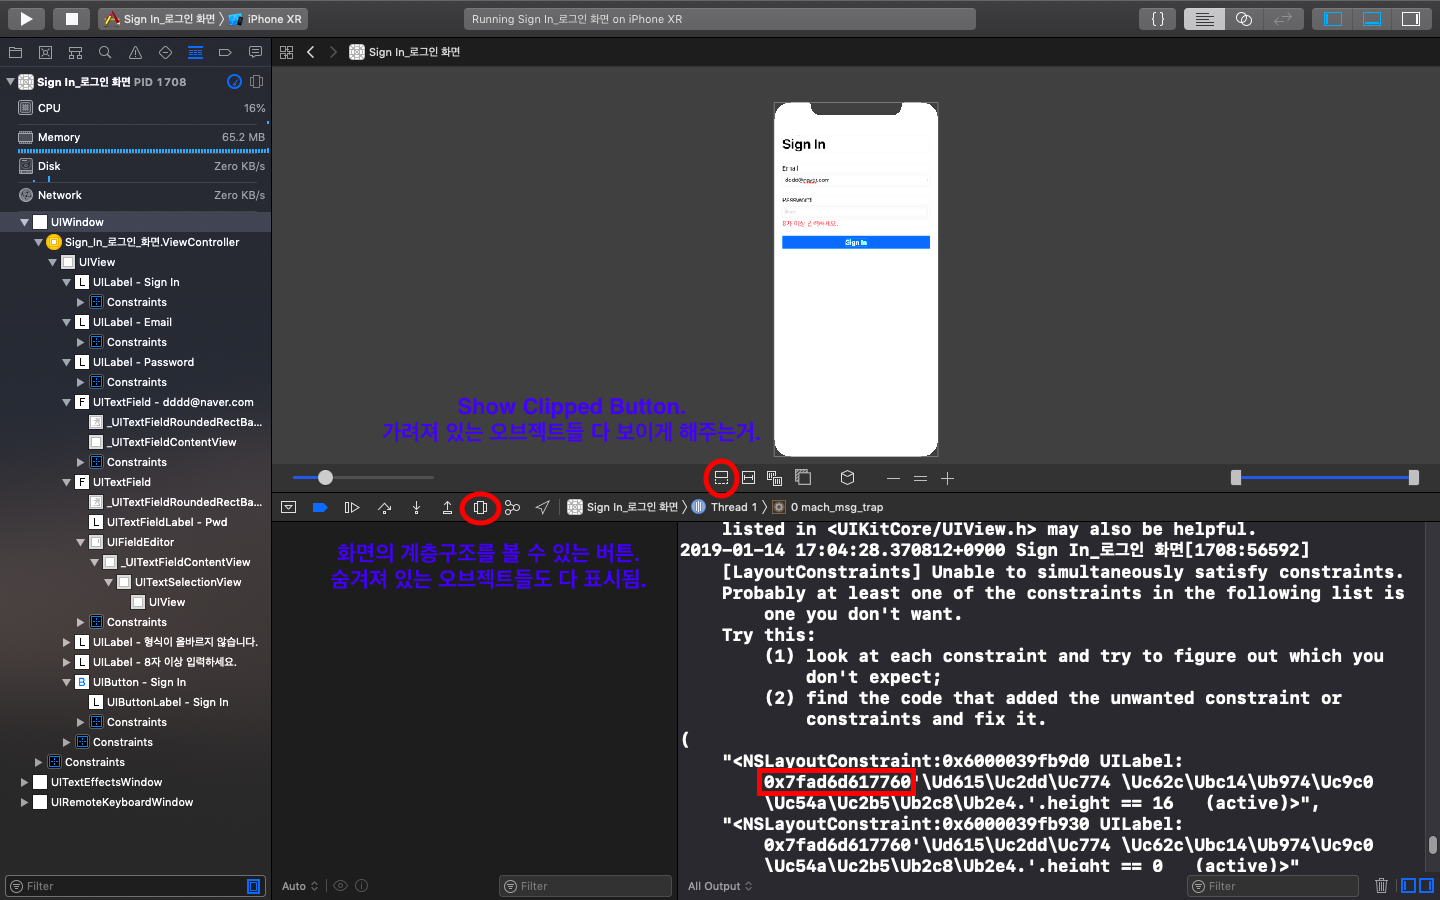 Sign In_로그인 화면 〉 iPhone XR
Running Sign In_로그인 화면 on iPhone XR
{ }
Sign In_로그인 화면
Sign In_로그인 화면 PID 1708
CPU 16%
Memory 65.2 MB
Disk Zero KB/s
Network Zero KB/s
UIWindow
Sign_In_로그인_화면.ViewController
UIView
L UILabel - Sign In
Constraints
L UILabel - Email
Constraints
L UILabel - Password
Constraints
F UITextField - dddd@naver.com
_UITextFieldRoundedRectBa...
_UITextFieldContentView
Constraints
F UITextField
_UITextFieldRoundedRectBa...
L UITextFieldLabel - Pwd
UIFieldEditor
_UITextFieldContentView
UITextSelectionView
UIView
Constraints
L UILabel - 형식이 올바르지 않습니다.
L UILabel - 8자 이상 입력하세요.
B UIButton - Sign In
L UIButtonLabel - Sign In
Constraints
Constraints
Constraints
UITextEffectsWindow
UIRemoteKeyboardWindow
Filter
Sign In
Email
dddd@naver.com
Password
8자 이상 입력하세요.
Sign In
Show Clipped Button.
가려져 있는 오브젝트들 다 보이게 해주는거.
Sign In_로그인 화면 〉 Thread 1 〉 0 mach_msg_trap
화면의 계층구조를 볼 수 있는 버튼.
숨겨져 있는 오브젝트들도 다 표시됨.
Auto
Filter
listed in <UIKitCore/UIView.h> may also be helpful.
2019-01-14 17:04:28.370812+0900 Sign In_로그인 화면[1708:56592]
[LayoutConstraints] Unable to simultaneously satisfy constraints.
Probably at least one of the constraints in the following list is
one you don't want.
Try this:
(1) look at each constraint and try to figure out which you
don't expect;
(2) find the code that added the unwanted constraint or
constraints and fix it.
(
"<NSLayoutConstraint:0x6000039fb9d0 UILabel:
0x7fad6d617760'\Ud615\Uc2dd\Uc774 \Uc62c\Ubc14\Ub974\Uc9c0
\Uc54a\Uc2b5\Ub2c8\Ub2e4.'.height == 16   (active)>",
"<NSLayoutConstraint:0x6000039fb930 UILabel:
0x7fad6d617760'\Ud615\Uc2dd\Uc774 \Uc62c\Ubc14\Ub974\Uc9c0
\Uc54a\Uc2b5\Ub2c8\Ub2e4.'.height == 0   (active)>"
All Output
Filter